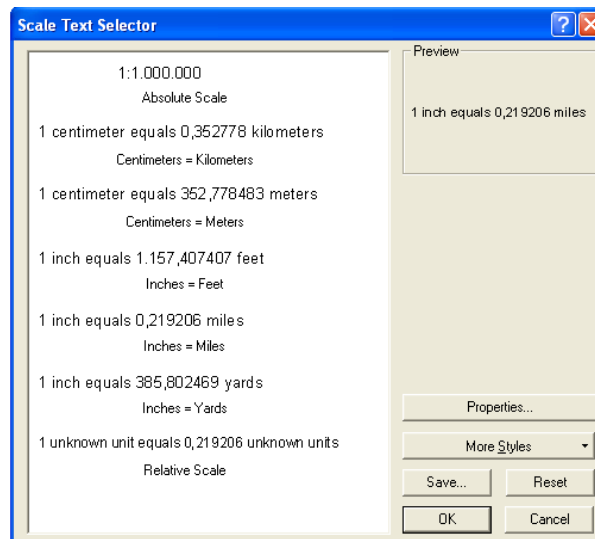 Scale Text Selector
1:1.000.000
Absolute Scale
1 centimeter equals 0,352778 kilometers
Centimeters = Kilometers
1 centimeter equals 352,778483 meters
Centimeters = Meters
1 inch equals 1.157,407407 feet
Inches = Feet
1 inch equals 0,219206 miles
Inches = Miles
1 inch equals 385,802469 yards
Inches = Yards
1 unknown unit equals 0,219206 unknown units
Relative Scale
Preview
1 inch equals 0,219206 miles
Properties...
More Styles
Save... Reset
OK Cancel